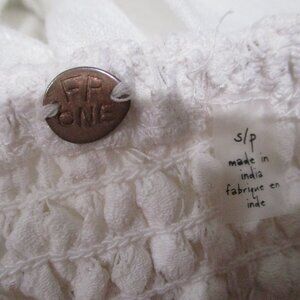 FP
ONE
s/p
made in
india
fabriqué en
inde